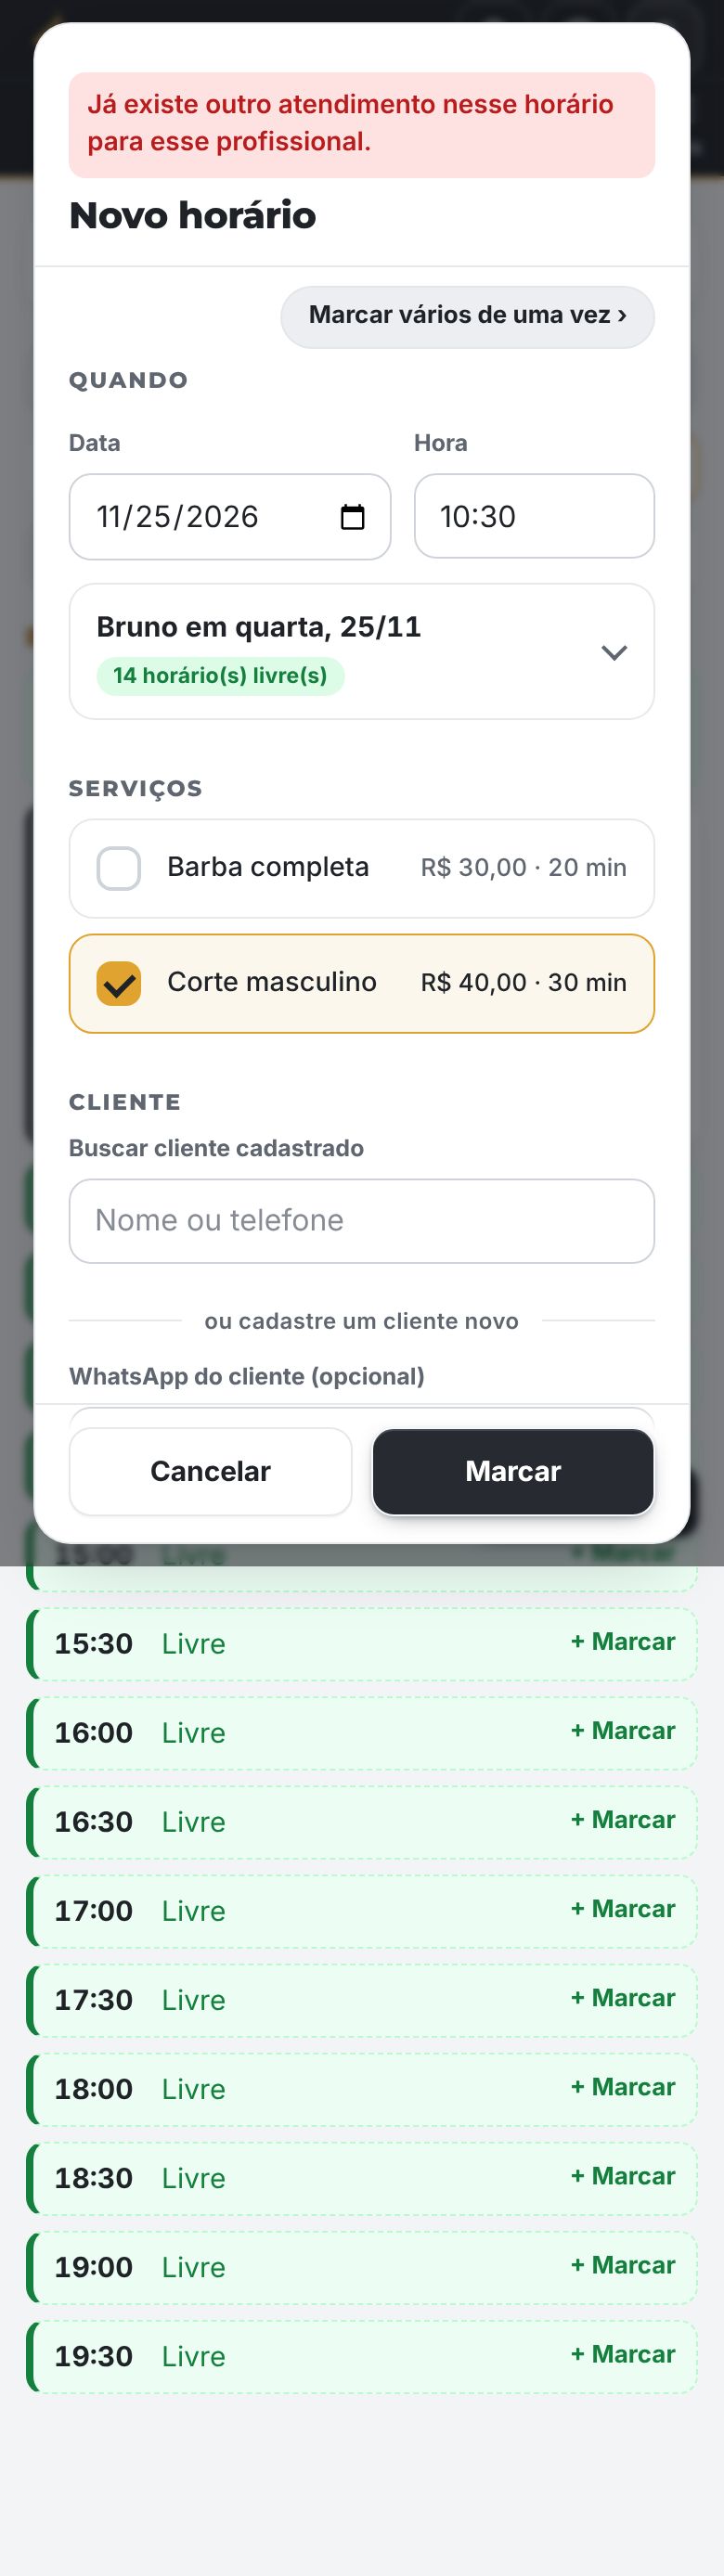 Já existe outro atendimento nesse horário
para esse profissional.
Novo horário
Marcar vários de uma vez ›
QUANDO
Data
Hora
11/25/2026
10:30
Bruno em quarta, 25/11
14 horário(s) livre(s)
SERVIÇOS
Barba completa R$ 30,00 · 20 min
Corte masculino R$ 40,00 · 30 min
CLIENTE
Buscar cliente cadastrado
Nome ou telefone
ou cadastre um cliente novo
WhatsApp do cliente (opcional)
Cancelar
Marcar
15:30 Livre + Marcar
16:00 Livre + Marcar
16:30 Livre + Marcar
17:00 Livre + Marcar
17:30 Livre + Marcar
18:00 Livre + Marcar
18:30 Livre + Marcar
19:00 Livre + Marcar
19:30 Livre + Marcar